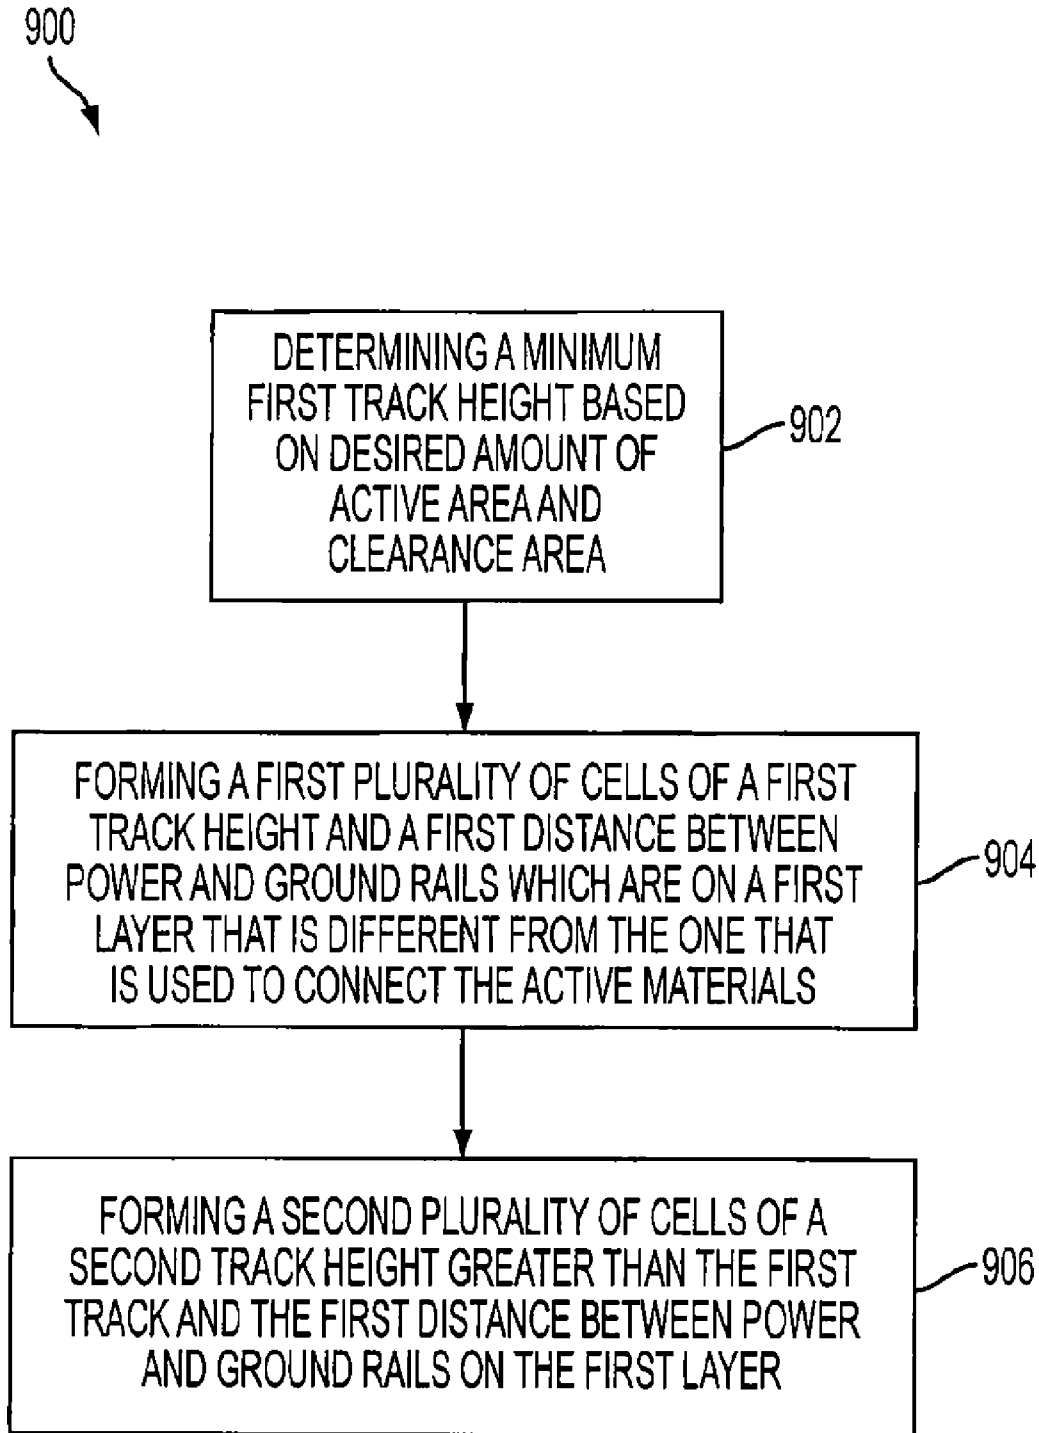 900
DETERMINING A MINIMUM
FIRST TRACK HEIGHT BASED
ON DESIRED AMOUNT OF
ACTIVE AREA AND
CLEARANCE AREA
902
FORMING A FIRST PLURALITY OF CELLS OF A FIRST
TRACK HEIGHT AND A FIRST DISTANCE BETWEEN
POWER AND GROUND RAILS WHICH ARE ON A FIRST
LAYER THAT IS DIFFERENT FROM THE ONE THAT
IS USED TO CONNECT THE ACTIVE MATERIALS
904
FORMING A SECOND PLURALITY OF CELLS OF A
SECOND TRACK HEIGHT GREATER THAN THE FIRST
TRACK AND THE FIRST DISTANCE BETWEEN POWER
AND GROUND RAILS ON THE FIRST LAYER
906